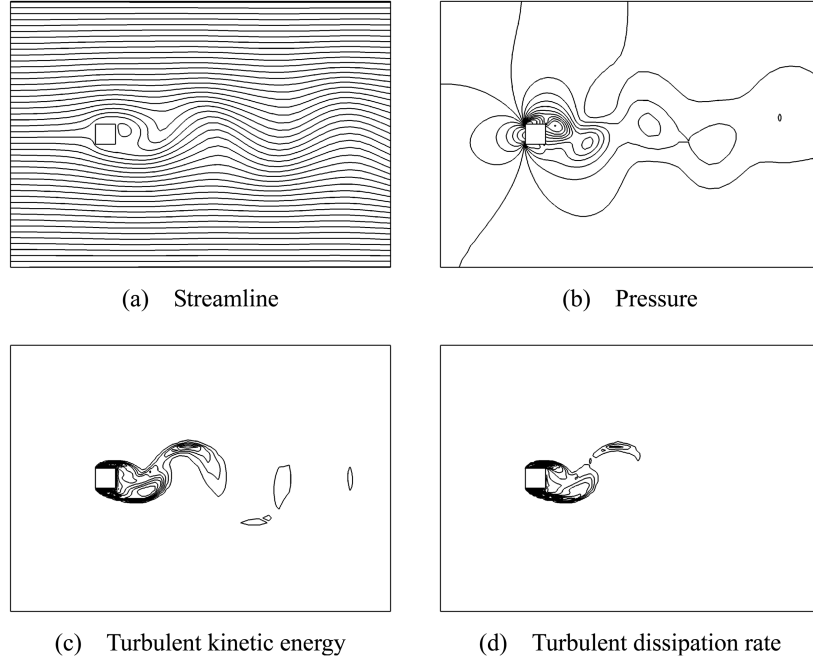 (a) Streamline
(b) Pressure
(c) Turbulent kinetic energy
(d) Turbulent dissipation rate